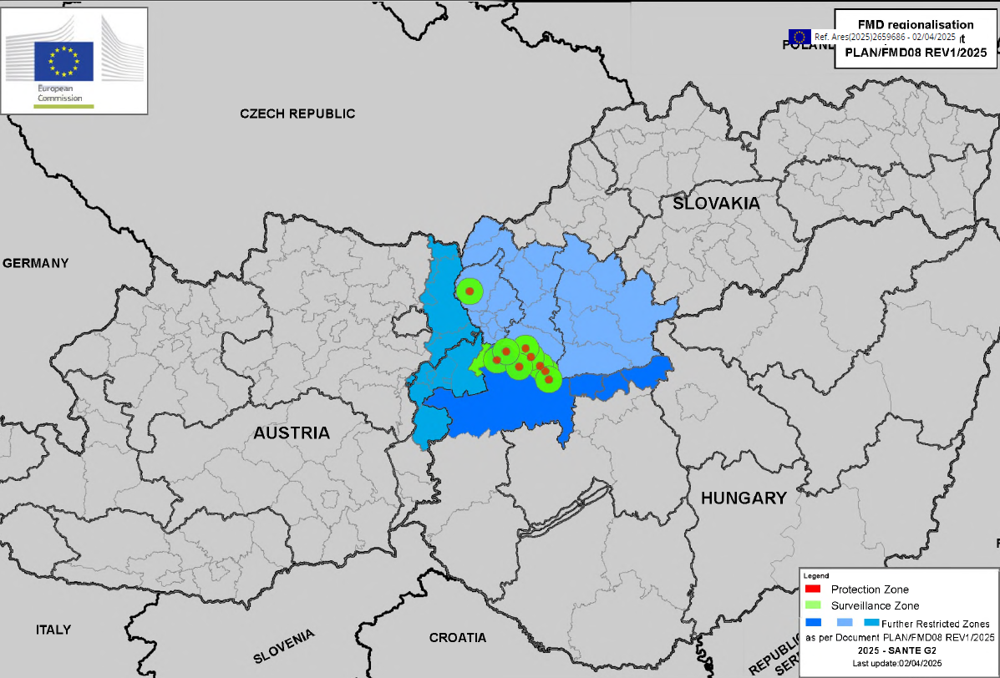 European
Commission
FMD regionalisation
Ref. Ares(2025)2659686 - 02/04/2025
PLAN/FMD08 REV1/2025
POLAND
CZECH REPUBLIC
SLOVAKIA
GERMANY
AUSTRIA
HUNGARY
ITALY
SLOVENIA
CROATIA
Legend
Protection Zone
Surveillance Zone
Further Restricted Zones
as per Document PLAN/FMD08 REV1/2025
2025 - SANTE G2
Last update:02/04/2025